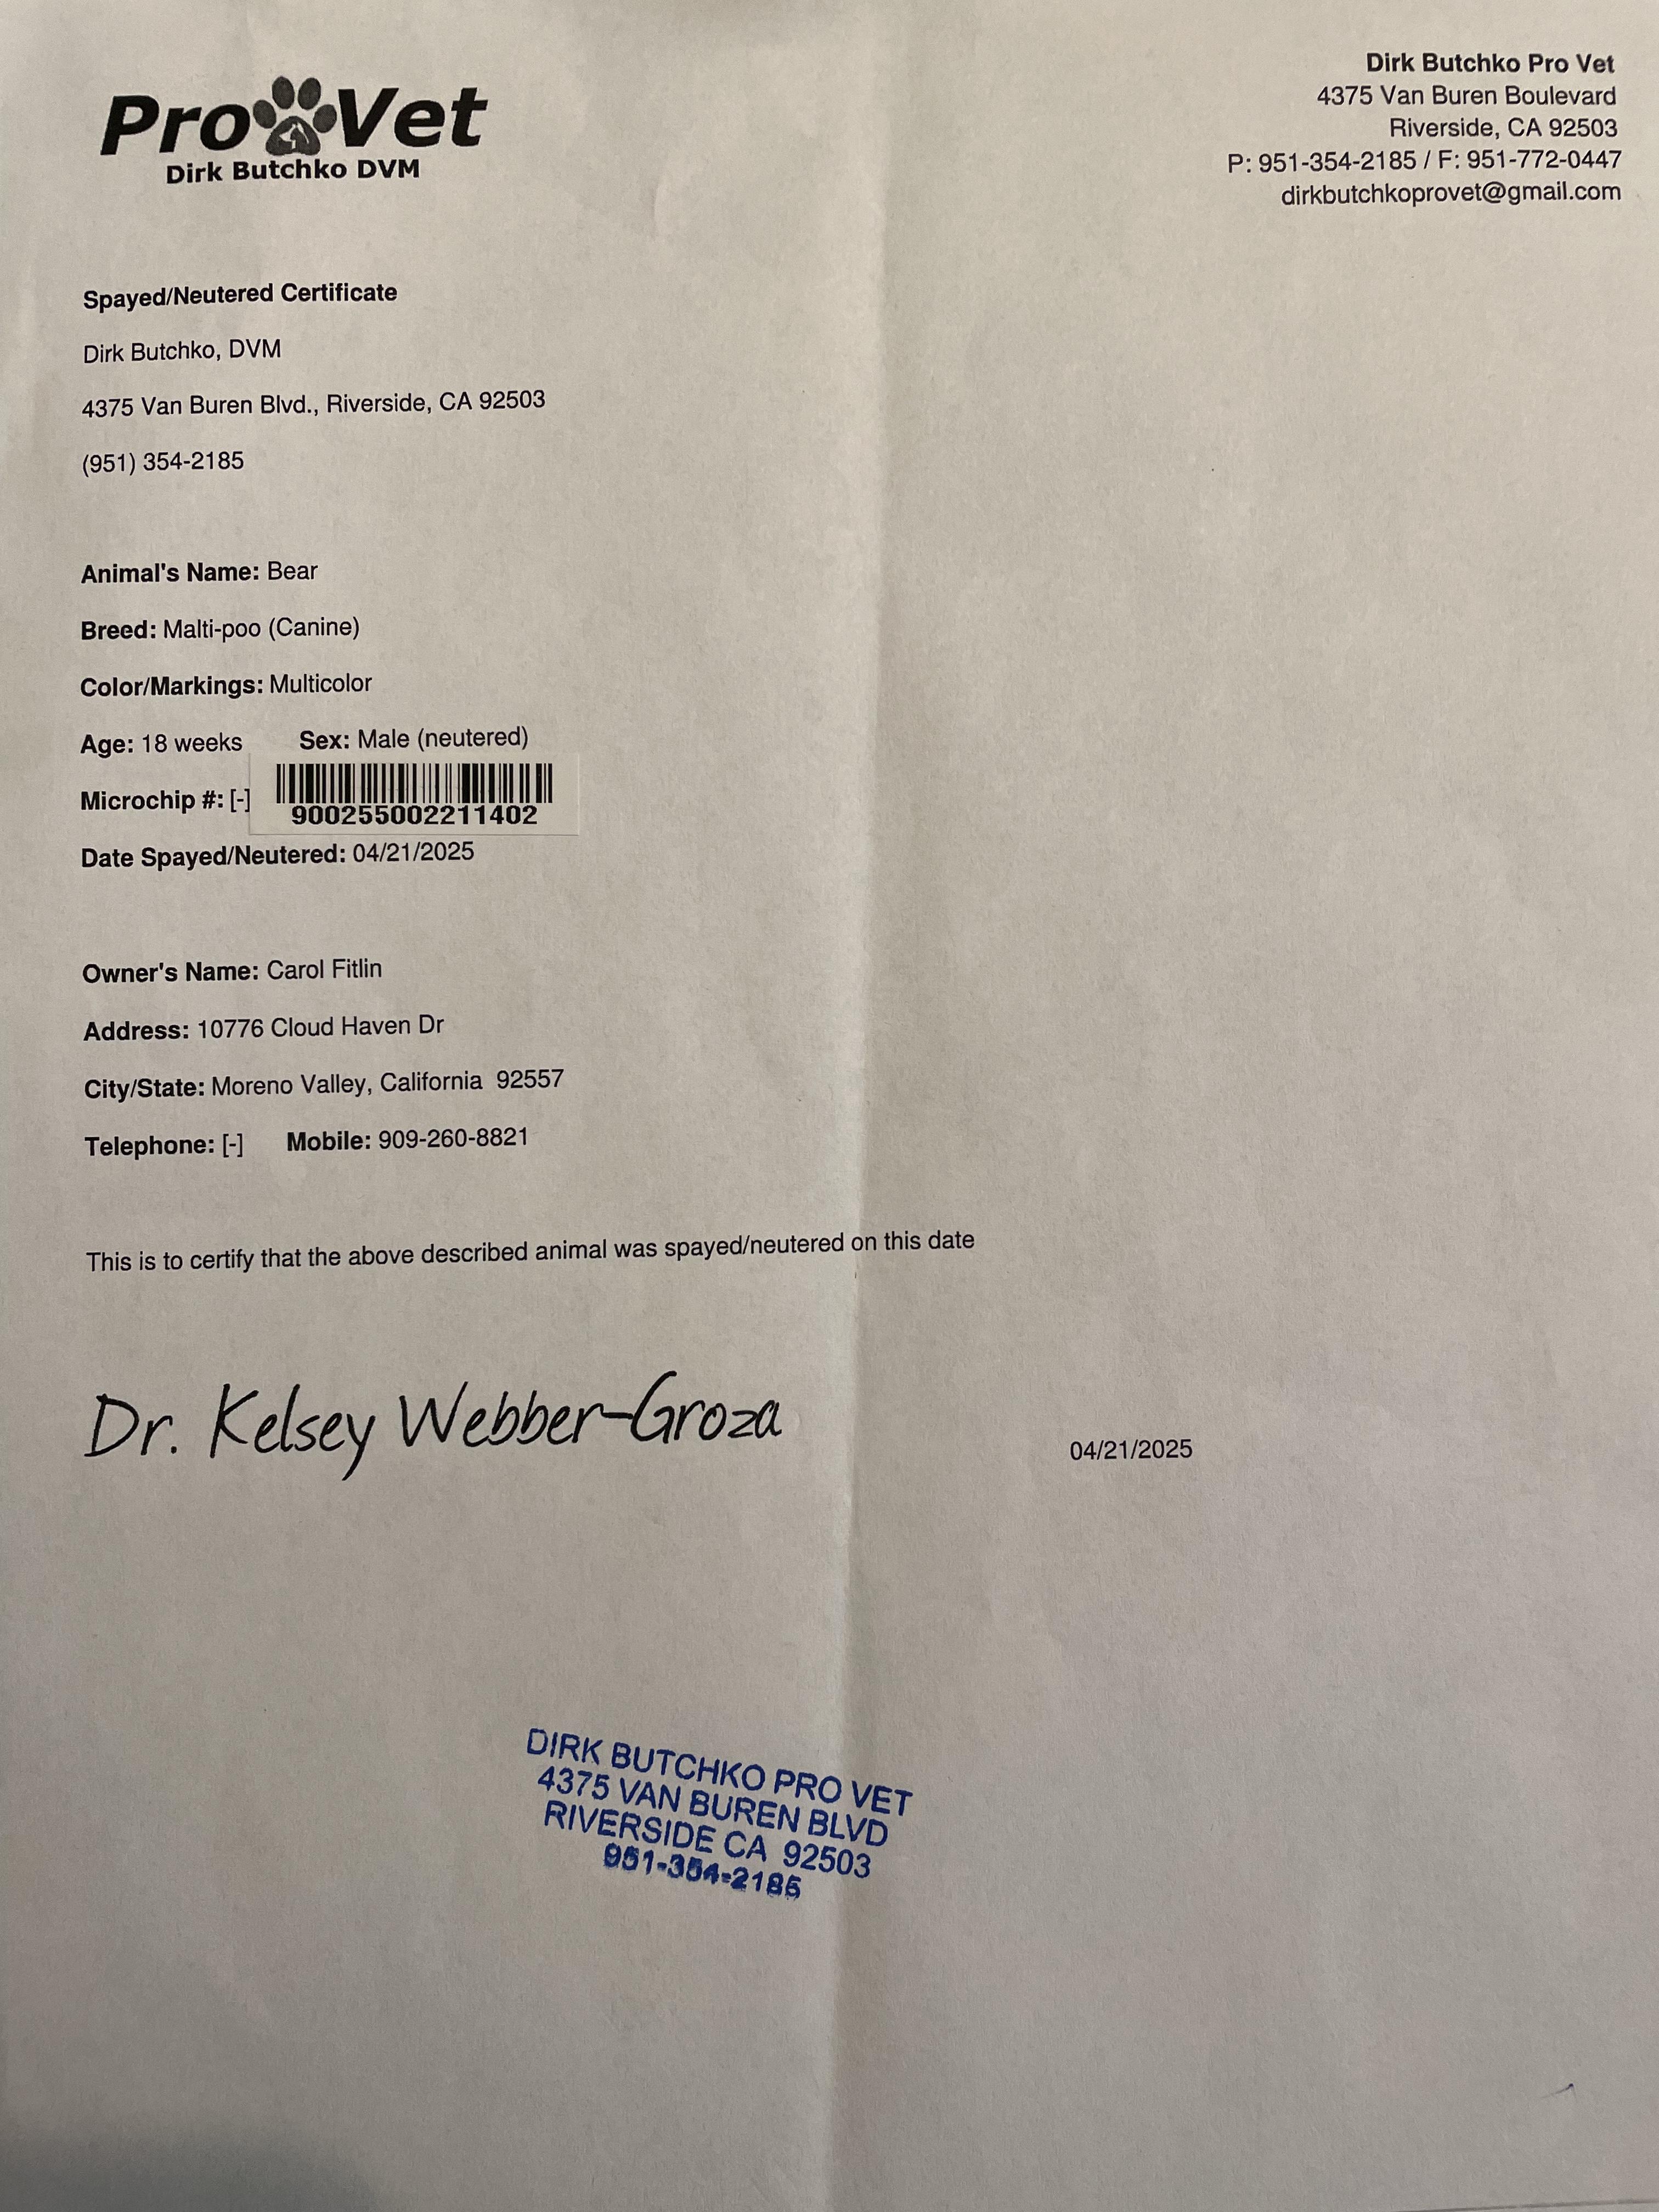 Pro Vet
Dirk Butchko DVM
Dirk Butchko Pro Vet
4375 Van Buren Boulevard
Riverside, CA 92503
P: 951-354-2185 / F: 951-772-0447
dirkbutchkoprovet@gmail.com
Spayed/Neutered Certificate
Dirk Butchko, DVM
4375 Van Buren Blvd., Riverside, CA 92503
(951) 354-2185
Animal's Name: Bear
Breed: Malti-poo (Canine)
Color/Markings: Multicolor
Age: 18 weeks Sex: Male (neutered)
Microchip #: [-] 900255002211402
Date Spayed/Neutered: 04/21/2025
Owner's Name: Carol Fitlin
Address: 10776 Cloud Haven Dr
City/State: Moreno Valley, California 92557
Telephone: [-] Mobile: 909-260-8821
This is to certify that the above described animal was spayed/neutered on this date
Dr. Kelsey Webber-Groza 04/21/2025
DIRK BUTCHKO PRO VET
4375 VAN BUREN BLVD
RIVERSIDE CA 92503
951-354-2185